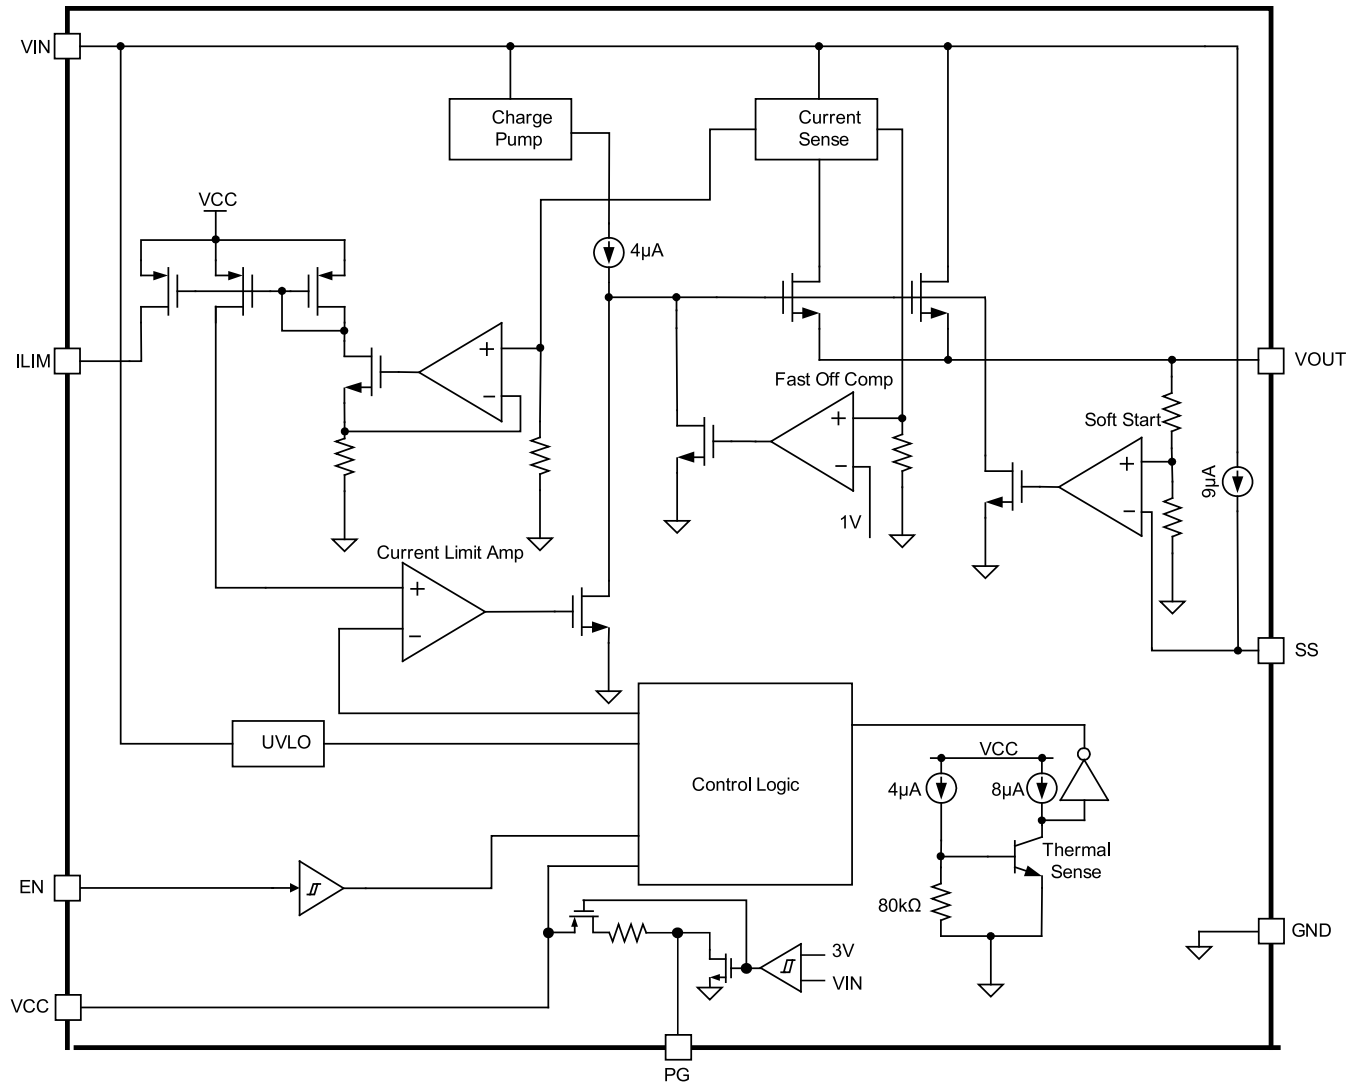 VIN
Charge
Pump
Current
Sense
VCC
4µA
ILIM
+
−
VOUT
Fast Off Comp
+
−
1V
Soft Start
+
−
9µA
Current Limit Amp
+
−
SS
UVLO
Control Logic
VCC
4µA
8µA
Thermal
Sense
80kΩ
EN
GND
3V
VIN
VCC
PG